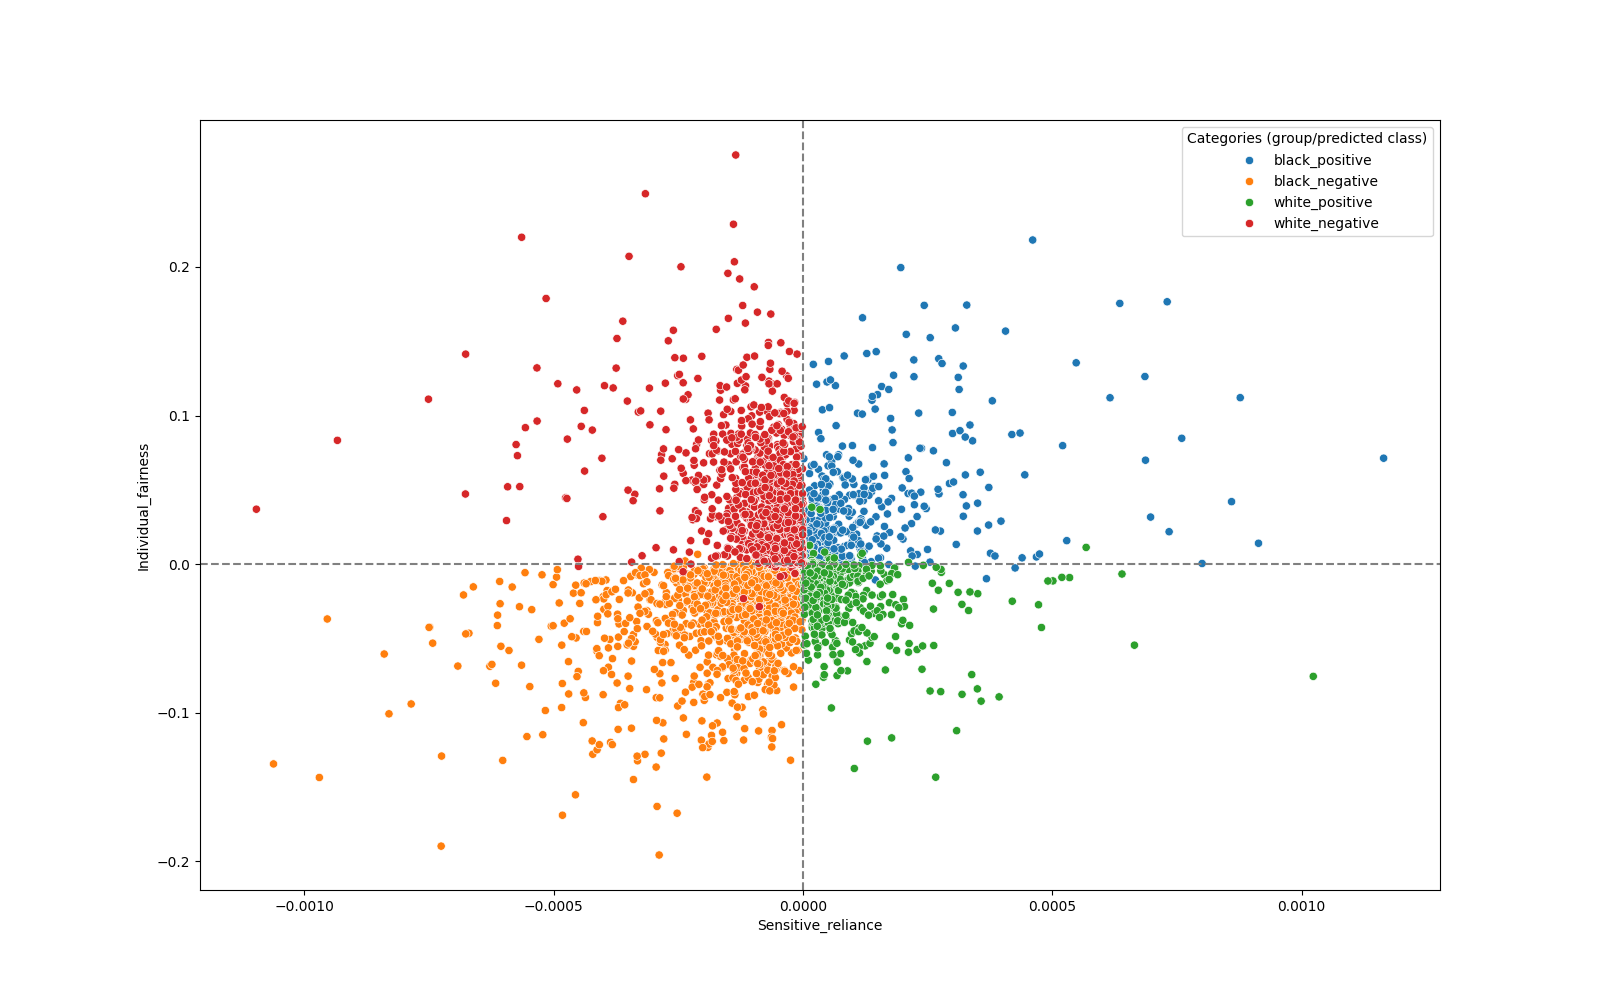 Categories (group/predicted class)
black_positive
black_negative
white_positive
white_negative
Individual_fairness
0.2
0.1
0.0
−0.1
−0.2
−0.0010
−0.0005
0.0000
0.0005
0.0010
Sensitive_reliance